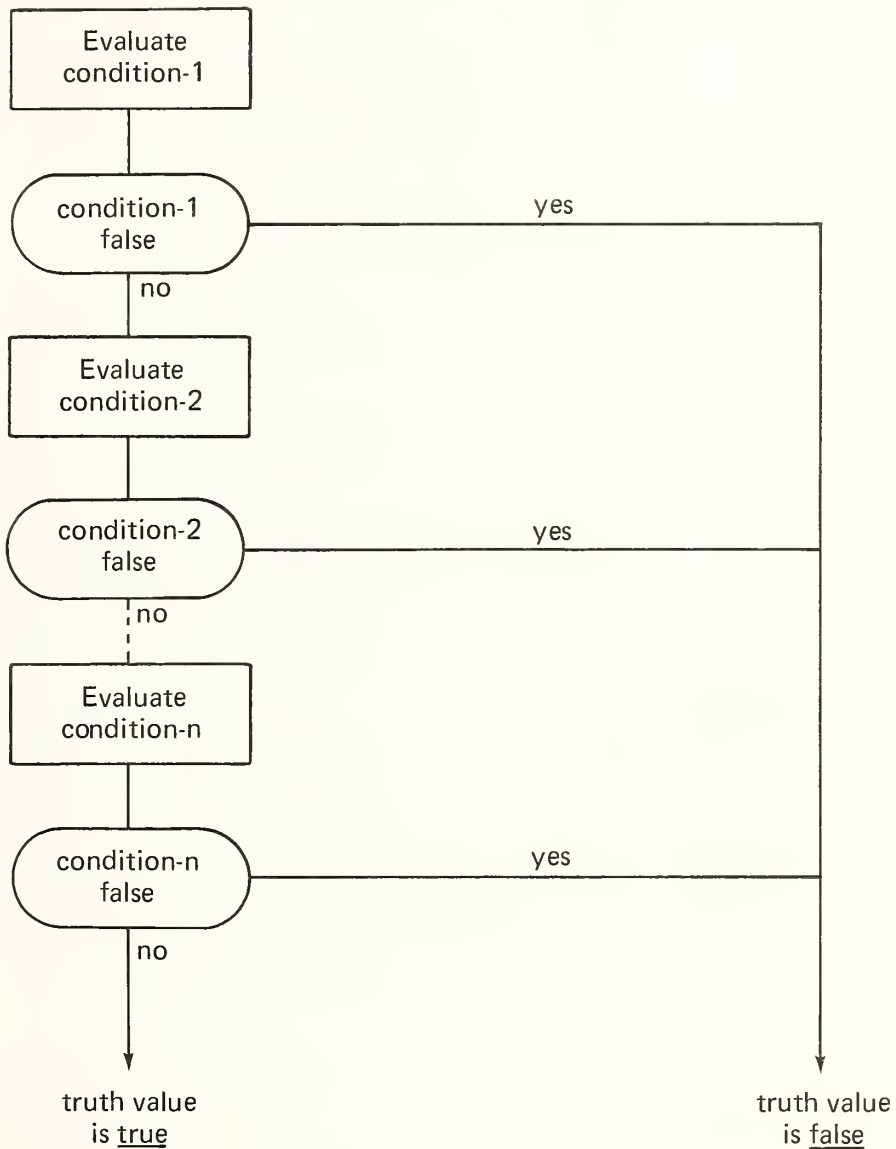 Evaluate
condition-1
condition-1
false
yes
no
Evaluate
condition-2
condition-2
false
yes
no
Evaluate
condition-n
condition-n
false
yes
no
truth value
is true
truth value
is false